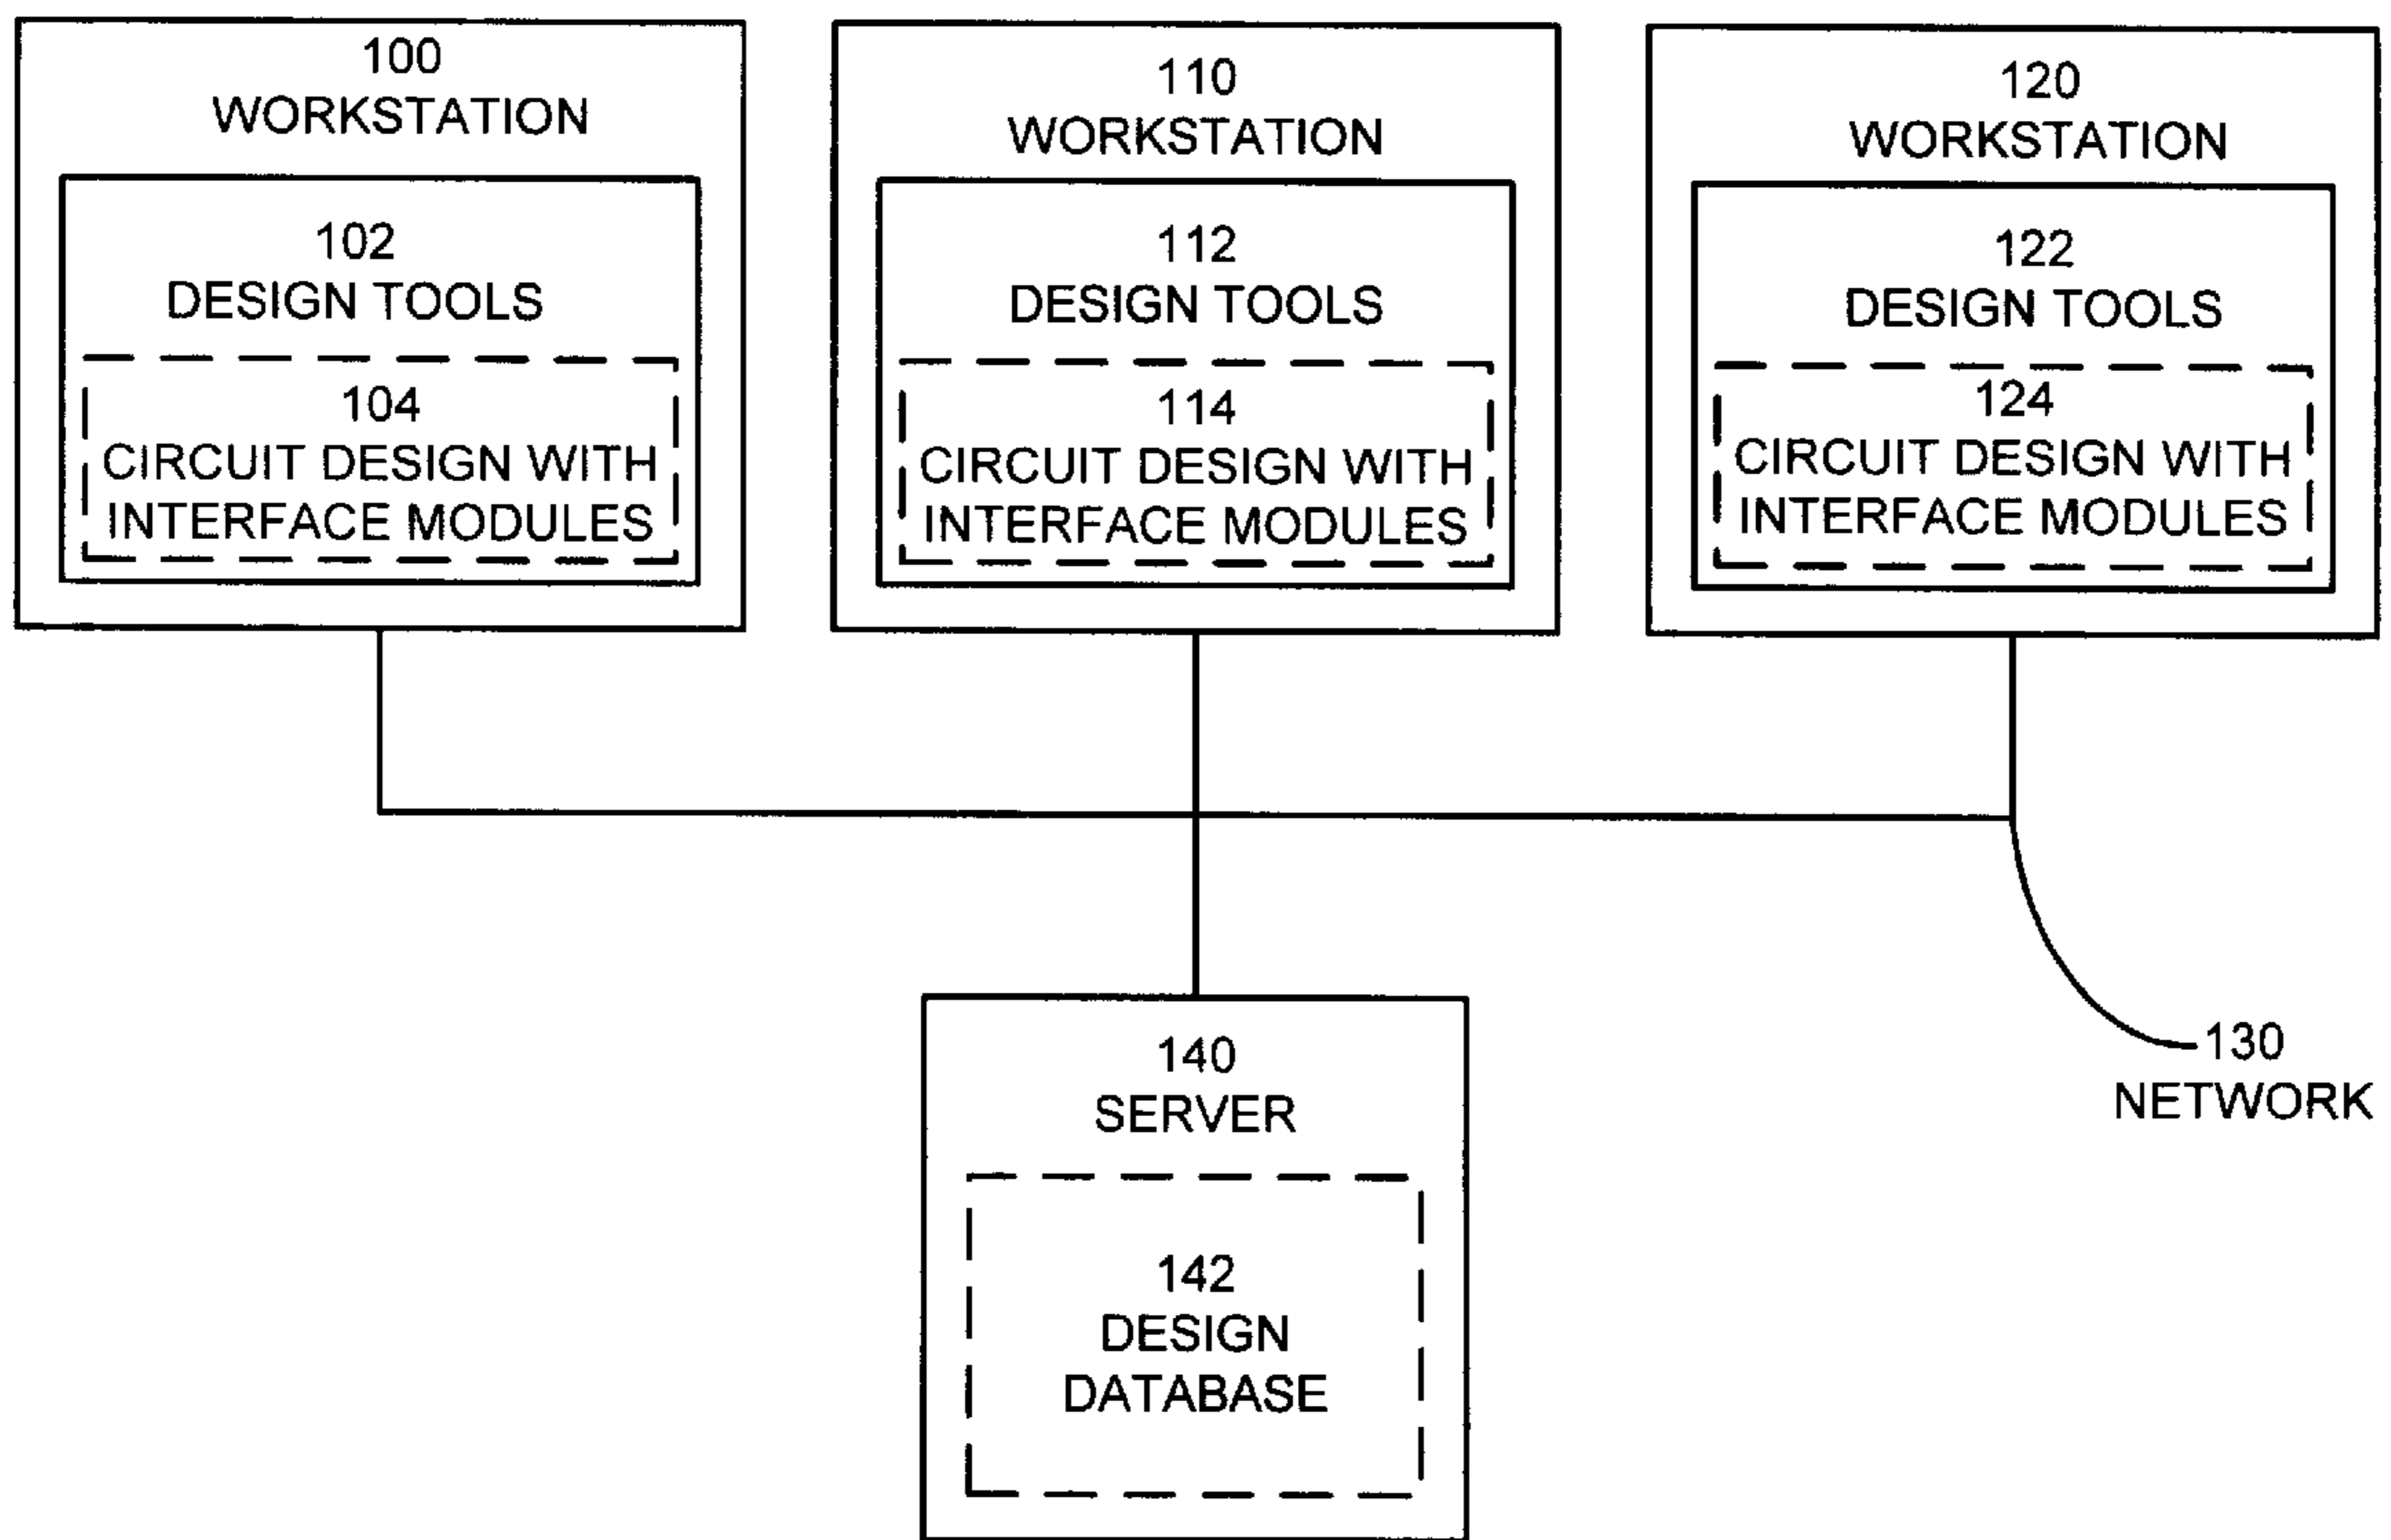 100
WORKSTATION
102
DESIGN TOOLS
104
CIRCUIT DESIGN WITH
INTERFACE MODULES
110
WORKSTATION
112
DESIGN TOOLS
114
CIRCUIT DESIGN WITH
INTERFACE MODULES
120
WORKSTATION
122
DESIGN TOOLS
124
CIRCUIT DESIGN WITH
INTERFACE MODULES
130
NETWORK
140
SERVER
142
DESIGN
DATABASE